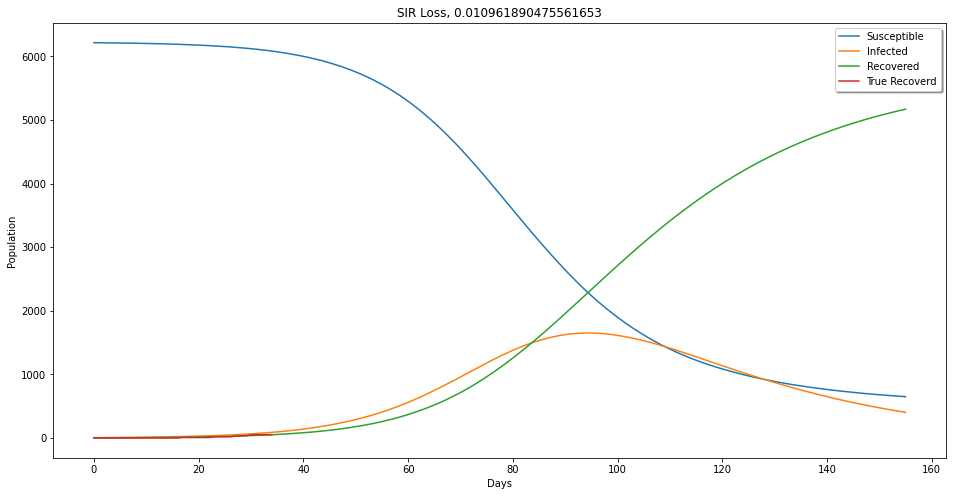 SIR Loss, 0.010961890475561653
Susceptible
Infected
Recovered
True Recoverd
Population
6000
5000
4000
3000
2000
1000
0
0 20 40 60 80 100 120 140 160
Days